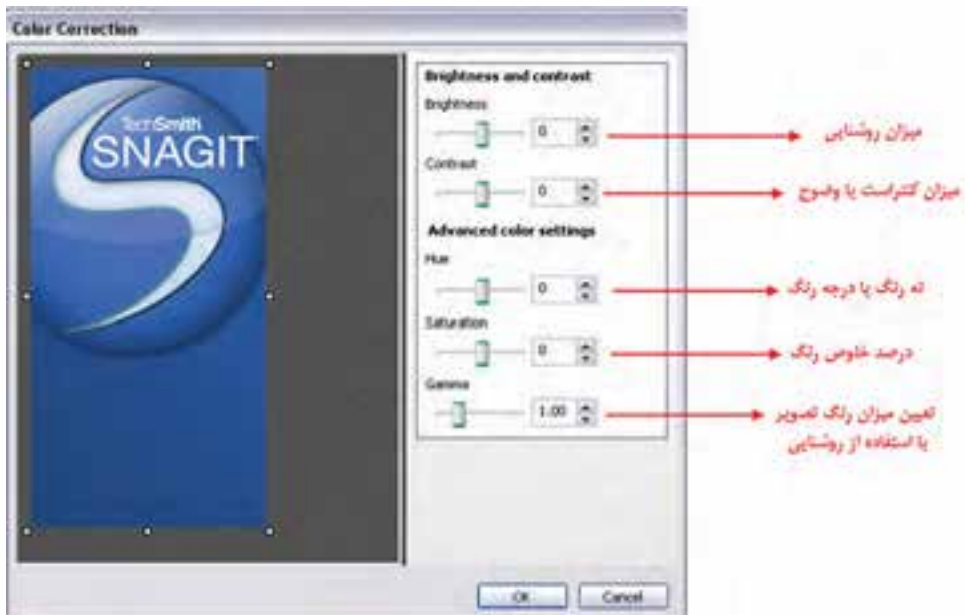 Color Correction
TechSmith
SNAGIT
Brightness and contrast
Brightness
0
میزان روشنایی
Contrast
0
میزان کنتراست یا وضوح
Advanced color settings
Hue
0
ته رنگ یا درجه رنگ
Saturation
0
درصد خلوص رنگ
Gamma
1.00
تعیین میزان رنگ تصویر
با استفاده از روشنایی
OK
Cancel